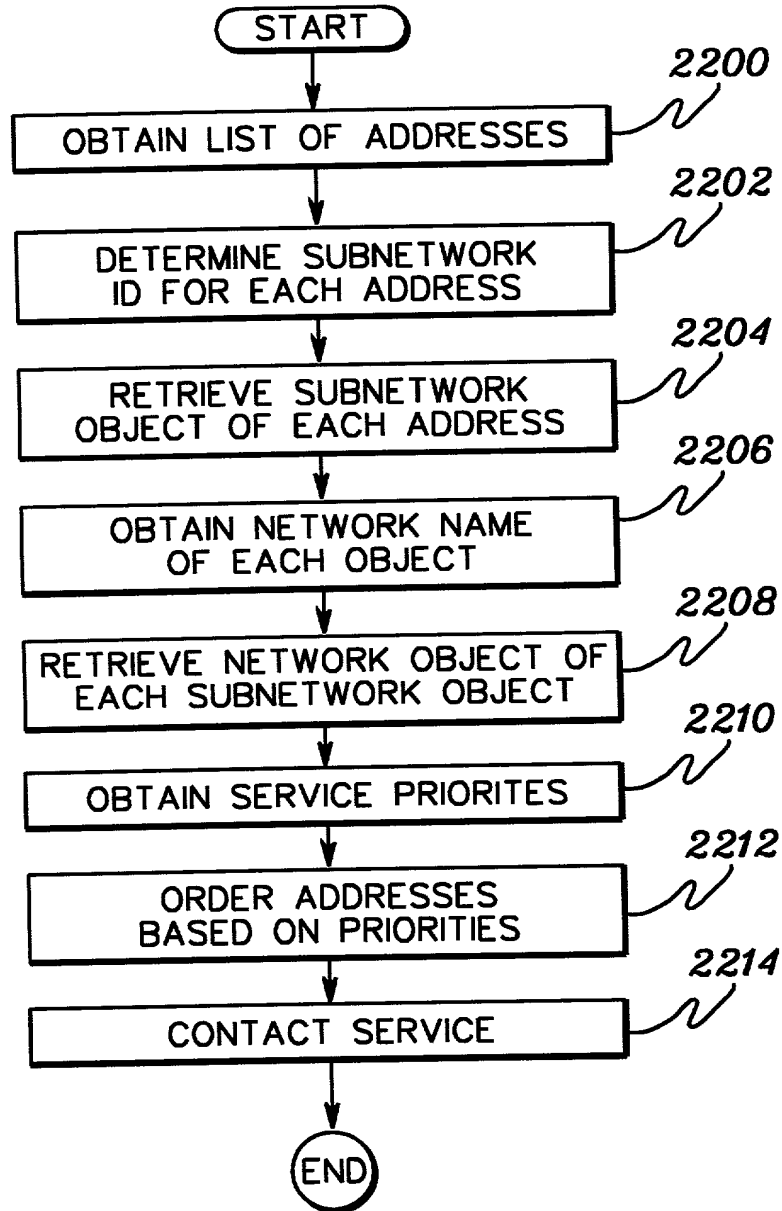 START
2200
OBTAIN LIST OF ADDRESSES
2202
DETERMINE SUBNETWORK
ID FOR EACH ADDRESS
2204
RETRIEVE SUBNETWORK
OBJECT OF EACH ADDRESS
2206
OBTAIN NETWORK NAME
OF EACH OBJECT
2208
RETRIEVE NETWORK OBJECT OF
EACH SUBNETWORK OBJECT
2210
OBTAIN SERVICE PRIORITES
2212
ORDER ADDRESSES
BASED ON PRIORITIES
2214
CONTACT SERVICE
END